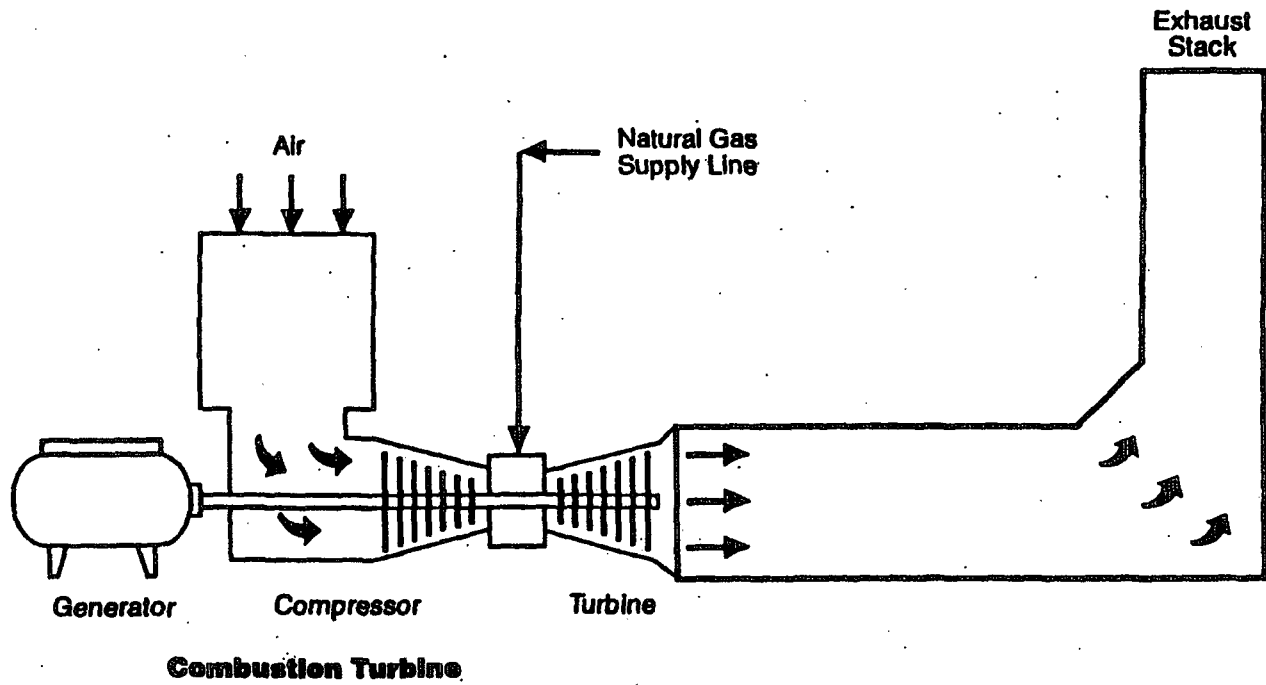 Exhaust
Stack
Air
Natural Gas
Supply Line
Generator
Compressor
Turbine
Combustion Turbine